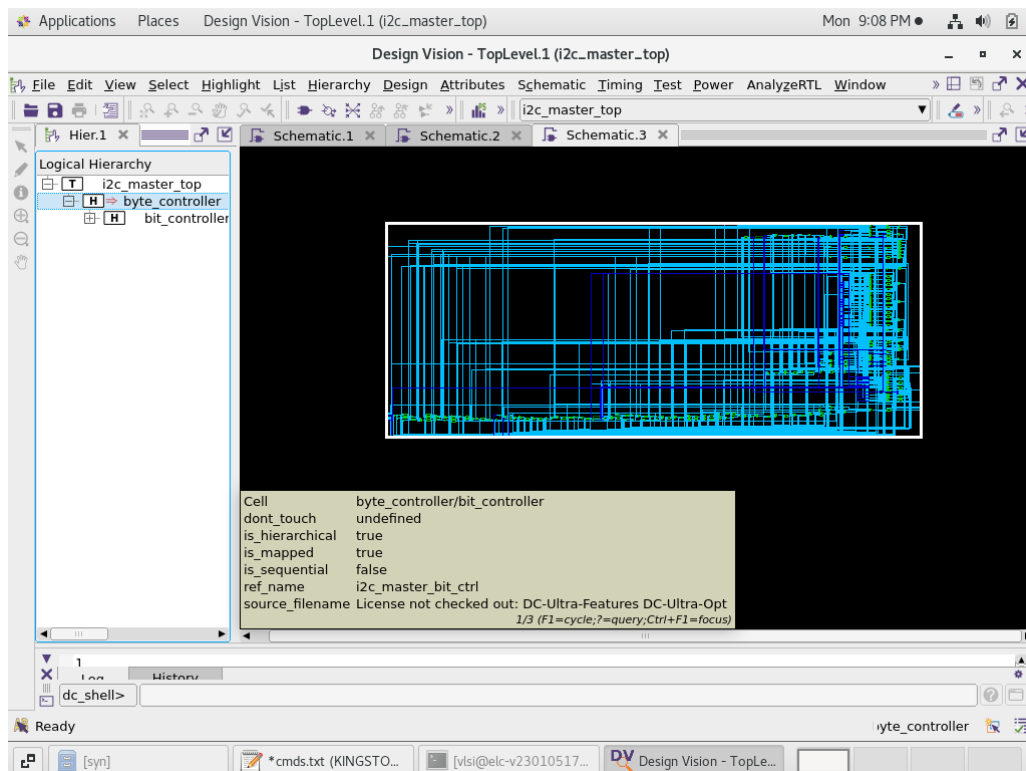 Applications Places Design Vision - TopLevel.1 (i2c_master_top) Mon 9:08 PM
Design Vision - TopLevel.1 (i2c_master_top)
File Edit View Select Highlight List Hierarchy Design Attributes Schematic Timing Test Power AnalyzeRTL Window »
» » i2c_master_top »
Hier.1 Schematic.1 Schematic.2 Schematic.3
Logical Hierarchy
T i2c_master_top
H byte_controller
H bit_controller
Cell byte_controller/bit_controller
dont_touch undefined
is_hierarchical true
is_mapped true
is_sequential false
ref_name i2c_master_bit_ctrl
source_filename License not checked out: DC-Ultra-Features DC-Ultra-Opt
1/3 (F1=cycle;?=query;Ctrl+F1=focus)
1
Log History
dc_shell>
Ready yte_controller
[syn] *cmds.txt (KINGSTO... [vlsi@elc-v23010517... DV Design Vision - TopLe...